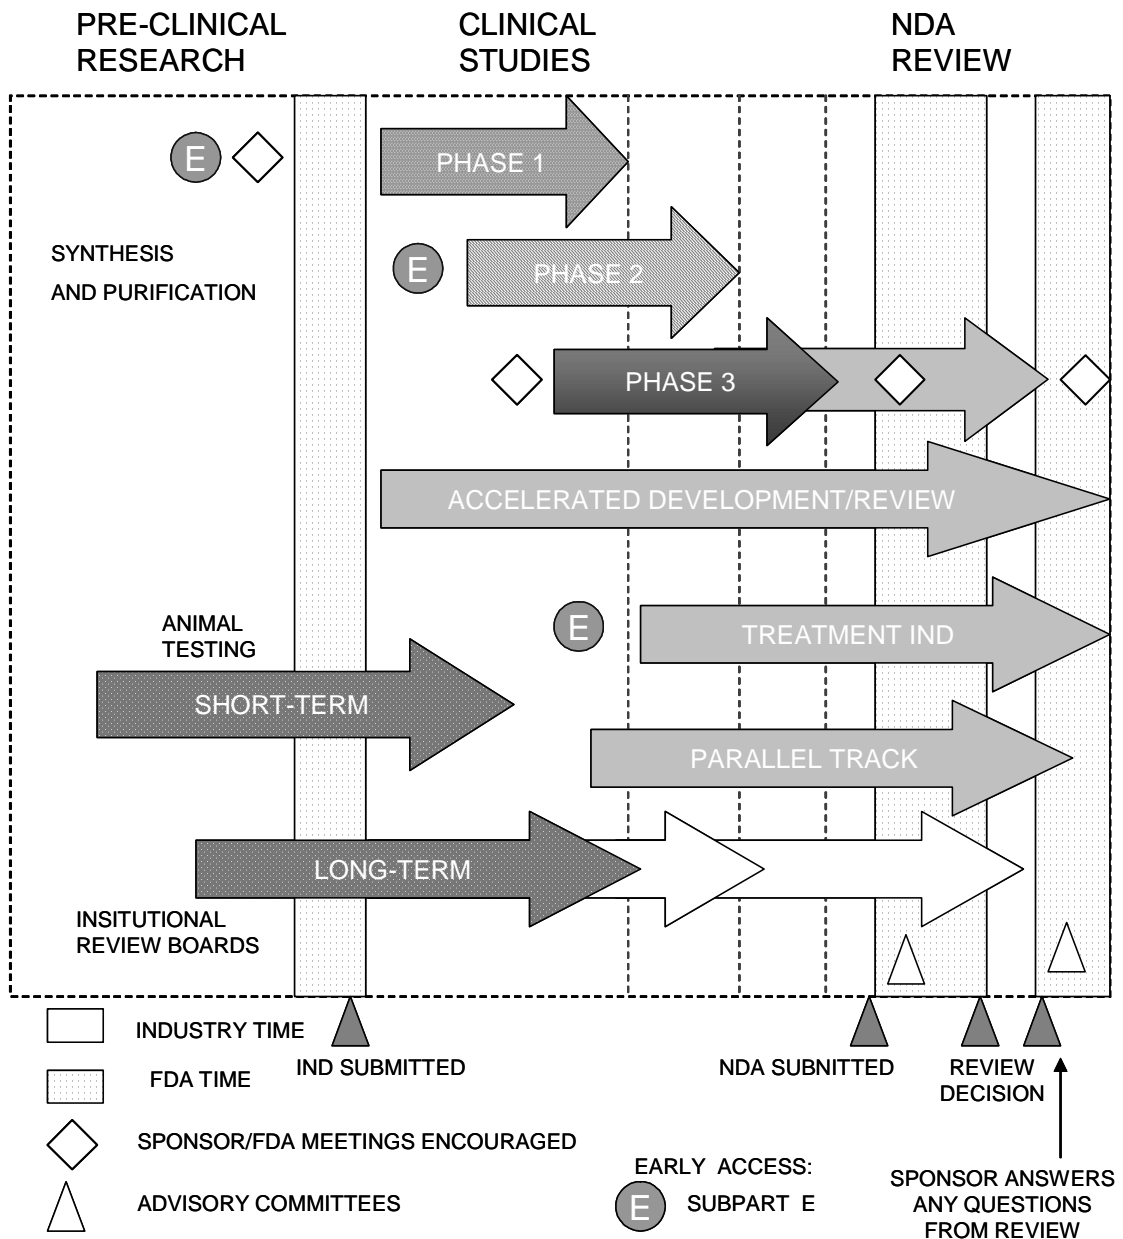 PRE-CLINICAL
RESEARCH
CLINICAL
STUDIES
NDA
REVIEW
E
PHASE 1
SYNTHESIS
AND PURIFICATION
E
PHASE 2
PHASE 3
ACCELERATED DEVELOPMENT/REVIEW
ANIMAL
TESTING
E
TREATMENT IND
SHORT-TERM
PARALLEL TRACK
LONG-TERM
INSITUTIONAL
REVIEW BOARDS
INDUSTRY TIME
FDA TIME
SPONSOR/FDA MEETINGS ENCOURAGED
ADVISORY COMMITTEES
IND SUBMITTED
NDA SUBNITTED
REVIEW
DECISION
EARLY ACCESS:
E
SUBPART E
SPONSOR ANSWERS
ANY QUESTIONS
FROM REVIEW